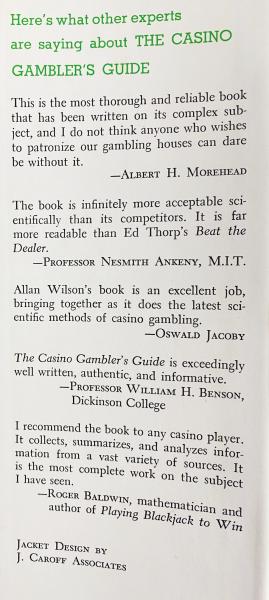 Here's what other experts
are saying about THE CASINO
GAMBLER'S GUIDE
This is the most thorough and reliable book
that has been written on its complex sub-
ject, and I do not think anyone who wishes
to patronize our gambling houses can dare
be without it.
—ALBERT H. MOREHEAD
The book is infinitely more acceptable sci-
entifically than its competitors. It is far
more readable than Ed Thorp's Beat the
Dealer.
—PROFESSOR NESMITH ANKENY, M.I.T.
Allan Wilson's book is an excellent job,
bringing together as it does the latest sci-
entific methods of casino gambling.
—OSWALD JACOBY
The Casino Gambler's Guide is exceedingly
well written, authentic, and informative.
—PROFESSOR WILLIAM H. BENSON,
Dickinson College
I recommend the book to any casino player.
It collects, summarizes, and analyzes infor-
mation from a vast variety of sources. It
is the most complete work on the subject
I have seen.
—ROGER BALDWIN, mathematician and
author of Playing Blackjack to Win
JACKET DESIGN BY
J. CAROFF ASSOCIATES